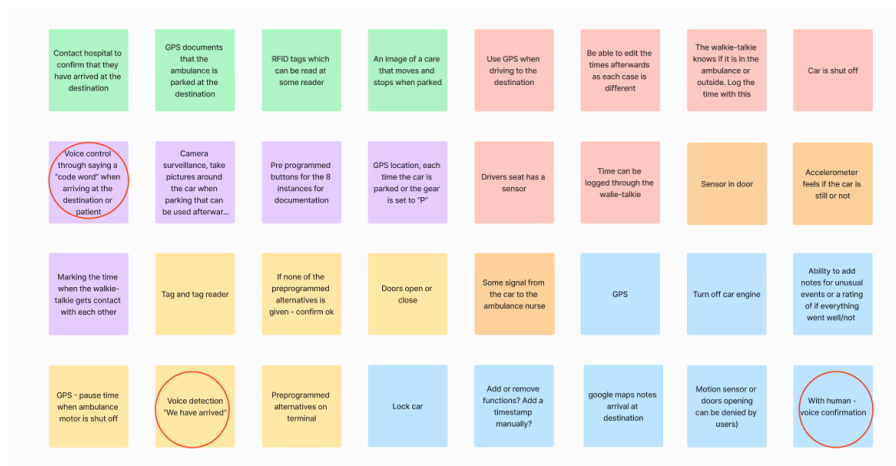 Contact hospital to
confirm that they
have arrived at the
destination
GPS documents
that the
ambulance is
parked at the
destination
RFID tags which
can be read at
some reader
An image of a care
that moves and
stops when parked
Use GPS when
driving to the
destination
Be able to edit the
times afterwards
as each case is
different
The walkie-talkie
knows if it is in the
ambulance or
outside. Log the
time with this
Car is shut off
Voice control
through saying a
"code word" when
arriving at the
destination or
patient
Camera
surveillance, take
pictures around
the car when
parking that can
be used afterwar...
Pre programmed
buttons for the 8
instances for
documentation
GPS location, each
time the car is
parked or the gear
is set to "P"
Drivers seat has a
sensor
Time can be
logged through the
walie-talkie
Sensor in door
Accelerometer
feels if the car is
still or not
Marking the time
when the walkie-
talkie gets contact
with each other
Tag and tag reader
If none of the
preprogrammed
alternatives is
given - confirm ok
Doors open or
close
Some signal from
the car to the
ambulance nurse
GPS
Turn off car engine
Ability to add
notes for unusual
events or a rating
of if everything
went well/not
GPS - pause time
when ambulance
motor is shut off
Voice detection
"We have arrived"
Preprogrammed
alternatives on
terminal
Lock car
Add or remove
functions? Add a
timestamp
manually?
google maps notes
arrival at
destination
Motion sensor or
doors opening
can be denied by
users)
With human -
voice confirmation